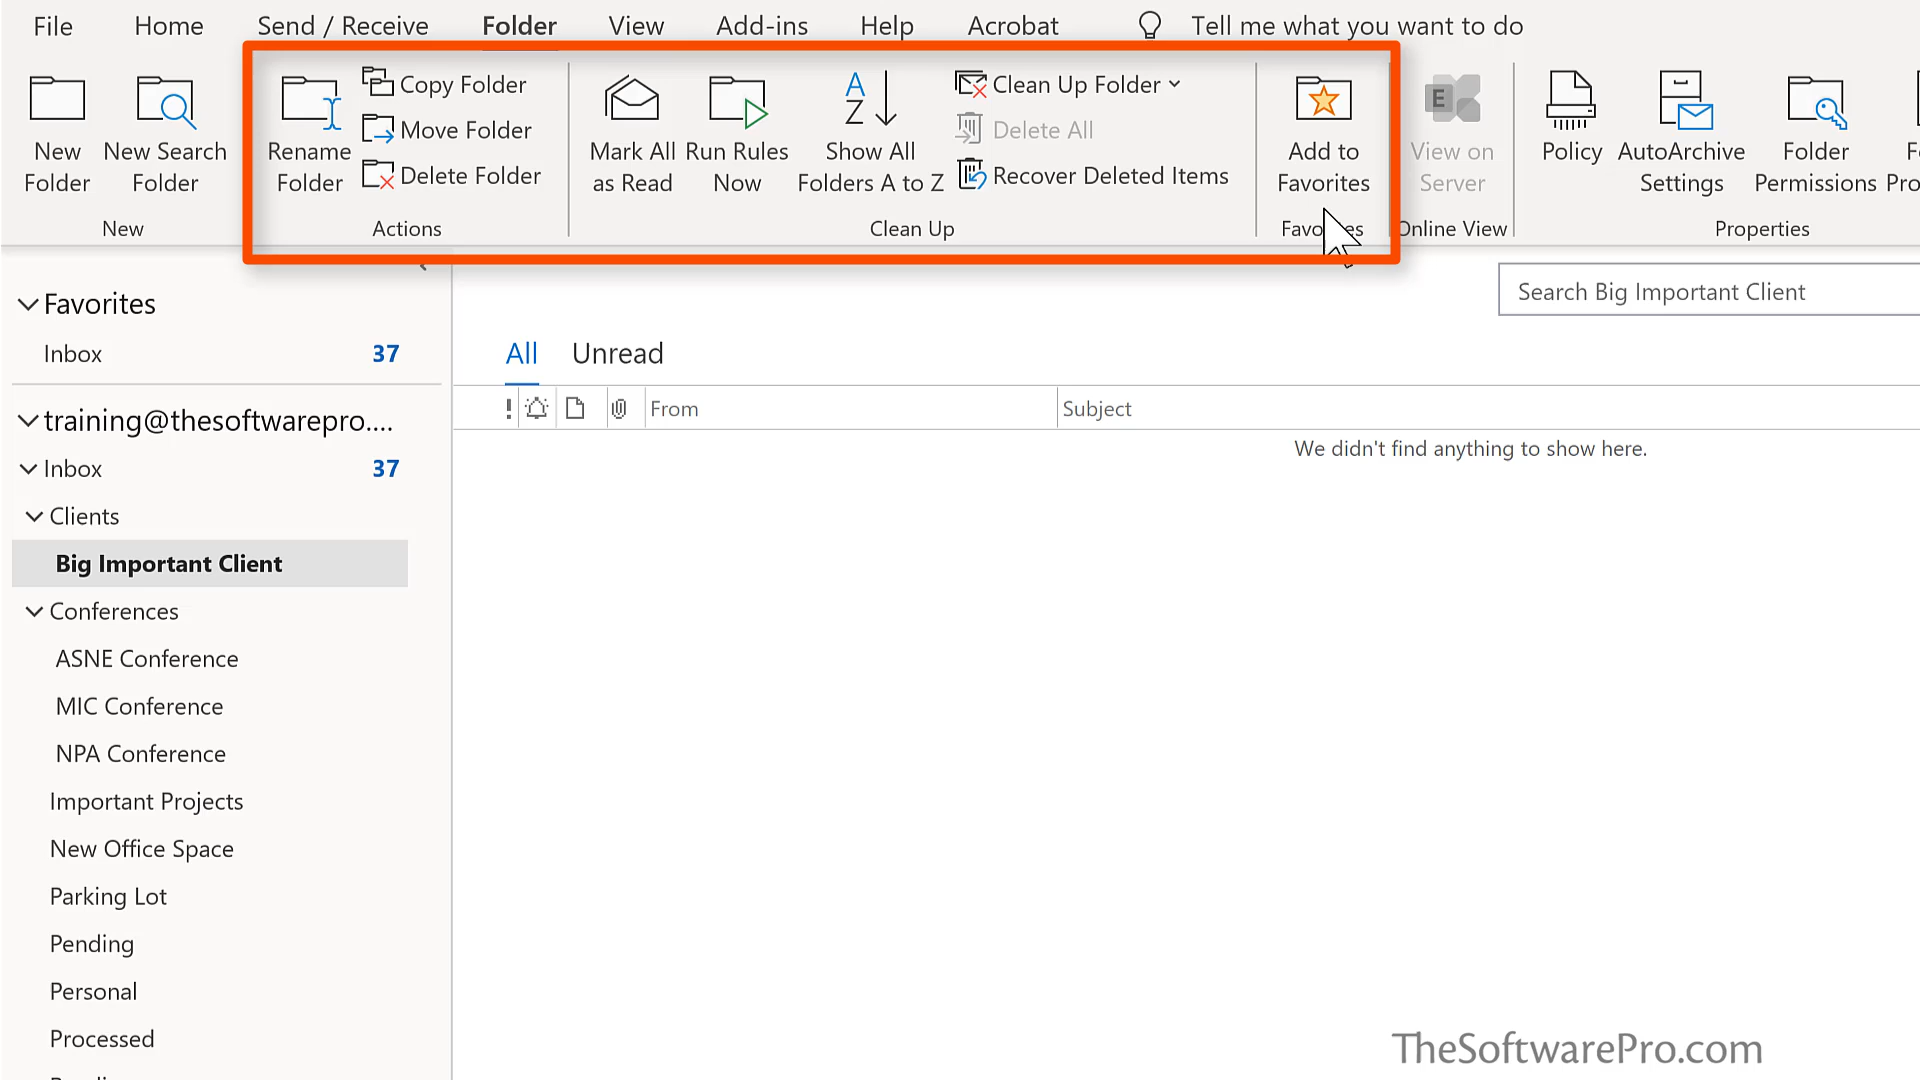 File Home Send / Receive Folder View Add-ins Help Acrobat Tell me what you want to do
New Folder
New Search Folder
New
Rename Folder
Copy Folder
Move Folder
Delete Folder
Actions
Mark All as Read
Run Rules Now
Show All Folders A to Z
Clean Up Folder
Delete All
Recover Deleted Items
Clean Up
Add to Favorites
View on Server
Online View
Policy
AutoArchive Settings
Folder Permissions
Properties
Favorites
Inbox 37
training@thesoftwarepro....
Inbox 37
Clients
Big Important Client
Conferences
ASNE Conference
MIC Conference
NPA Conference
Important Projects
New Office Space
Parking Lot
Pending
Personal
Processed
Search Big Important Client
All Unread
From Subject
We didn't find anything to show here.
TheSoftwarePro.com